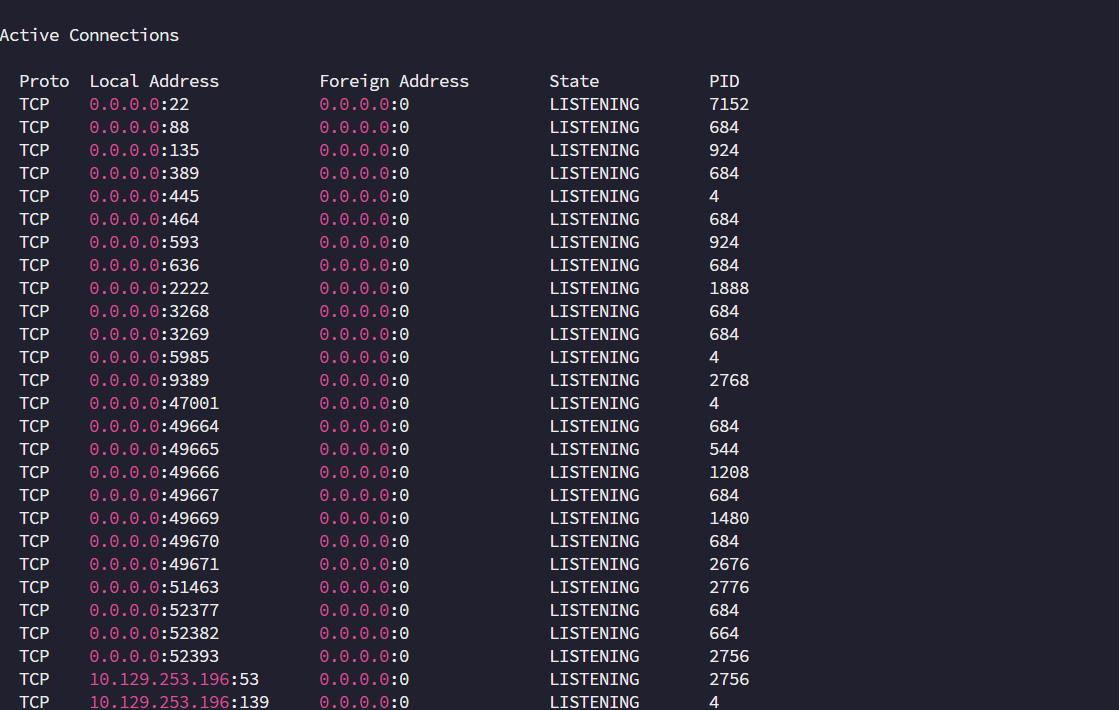 Active Connections
Proto  Local Address          Foreign Address        State           PID
TCP    0.0.0.0:22             0.0.0.0:0              LISTENING       7152
TCP    0.0.0.0:88             0.0.0.0:0              LISTENING       684
TCP    0.0.0.0:135            0.0.0.0:0              LISTENING       924
TCP    0.0.0.0:389            0.0.0.0:0              LISTENING       684
TCP    0.0.0.0:445            0.0.0.0:0              LISTENING       4
TCP    0.0.0.0:464            0.0.0.0:0              LISTENING       684
TCP    0.0.0.0:593            0.0.0.0:0              LISTENING       924
TCP    0.0.0.0:636            0.0.0.0:0              LISTENING       684
TCP    0.0.0.0:2222           0.0.0.0:0              LISTENING       1888
TCP    0.0.0.0:3268           0.0.0.0:0              LISTENING       684
TCP    0.0.0.0:3269           0.0.0.0:0              LISTENING       684
TCP    0.0.0.0:5985           0.0.0.0:0              LISTENING       4
TCP    0.0.0.0:9389           0.0.0.0:0              LISTENING       2768
TCP    0.0.0.0:47001          0.0.0.0:0              LISTENING       4
TCP    0.0.0.0:49664          0.0.0.0:0              LISTENING       684
TCP    0.0.0.0:49665          0.0.0.0:0              LISTENING       544
TCP    0.0.0.0:49666          0.0.0.0:0              LISTENING       1208
TCP    0.0.0.0:49667          0.0.0.0:0              LISTENING       684
TCP    0.0.0.0:49669          0.0.0.0:0              LISTENING       1480
TCP    0.0.0.0:49670          0.0.0.0:0              LISTENING       684
TCP    0.0.0.0:49671          0.0.0.0:0              LISTENING       2676
TCP    0.0.0.0:51463          0.0.0.0:0              LISTENING       2776
TCP    0.0.0.0:52377          0.0.0.0:0              LISTENING       684
TCP    0.0.0.0:52382          0.0.0.0:0              LISTENING       664
TCP    0.0.0.0:52393          0.0.0.0:0              LISTENING       2756
TCP    10.129.253.196:53      0.0.0.0:0              LISTENING       2756
TCP    10.129.253.196:139     0.0.0.0:0              LISTENING       4